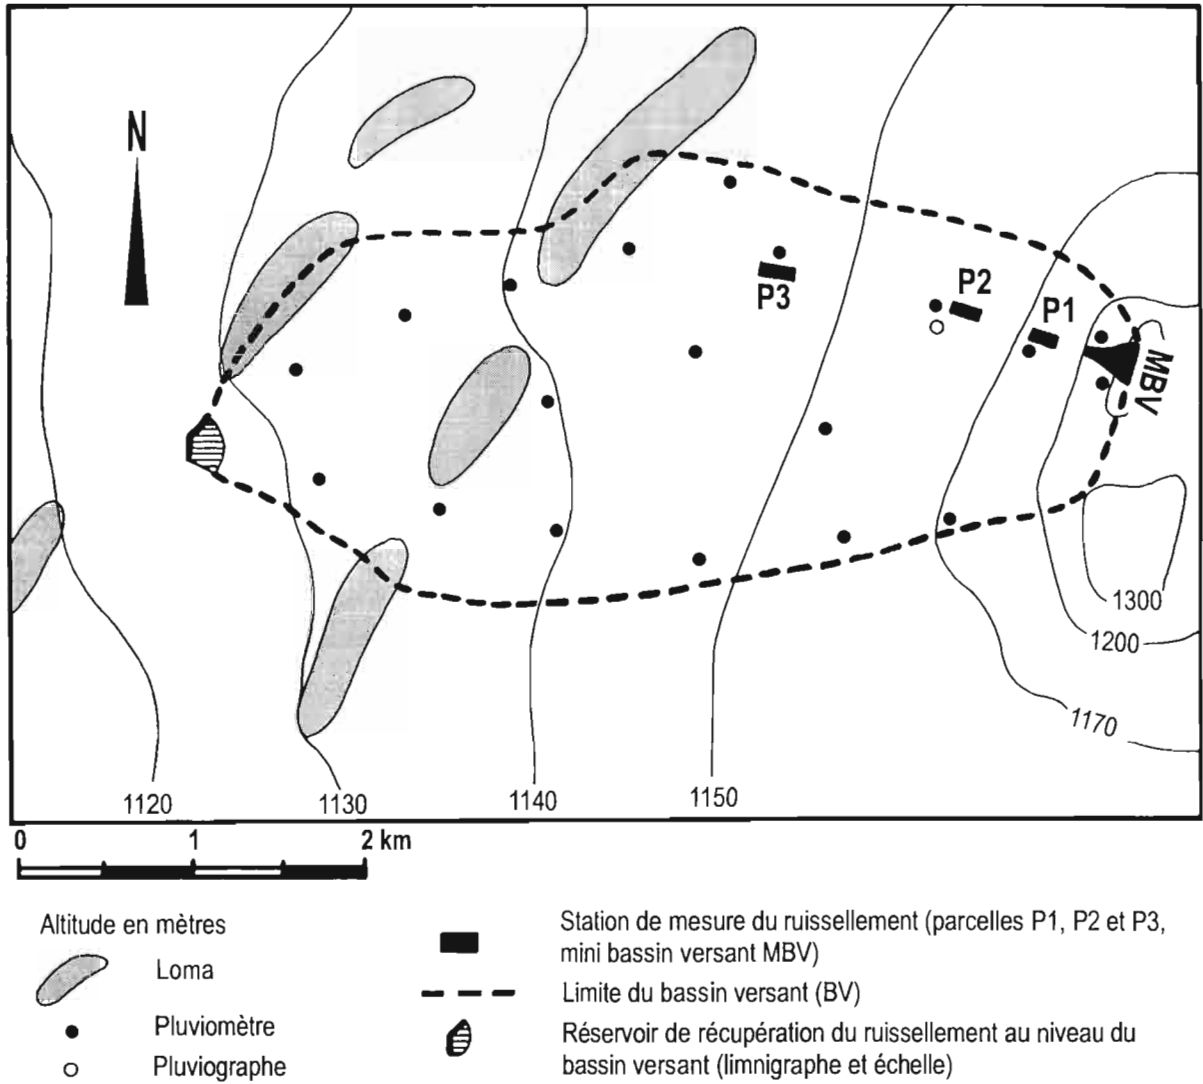 N
P3
P2
P1
MBV
1300
1200
1170
1120
1130
1140
1150
0 1 2 km
Altitude en mètres
Loma
Pluviomètre
Pluviographe
Station de mesure du ruissellement (parcelles P1, P2 et P3,
mini bassin versant MBV)
Limite du bassin versant (BV)
Réservoir de récupération du ruissellement au niveau du
bassin versant (limnigraphe et échelle)